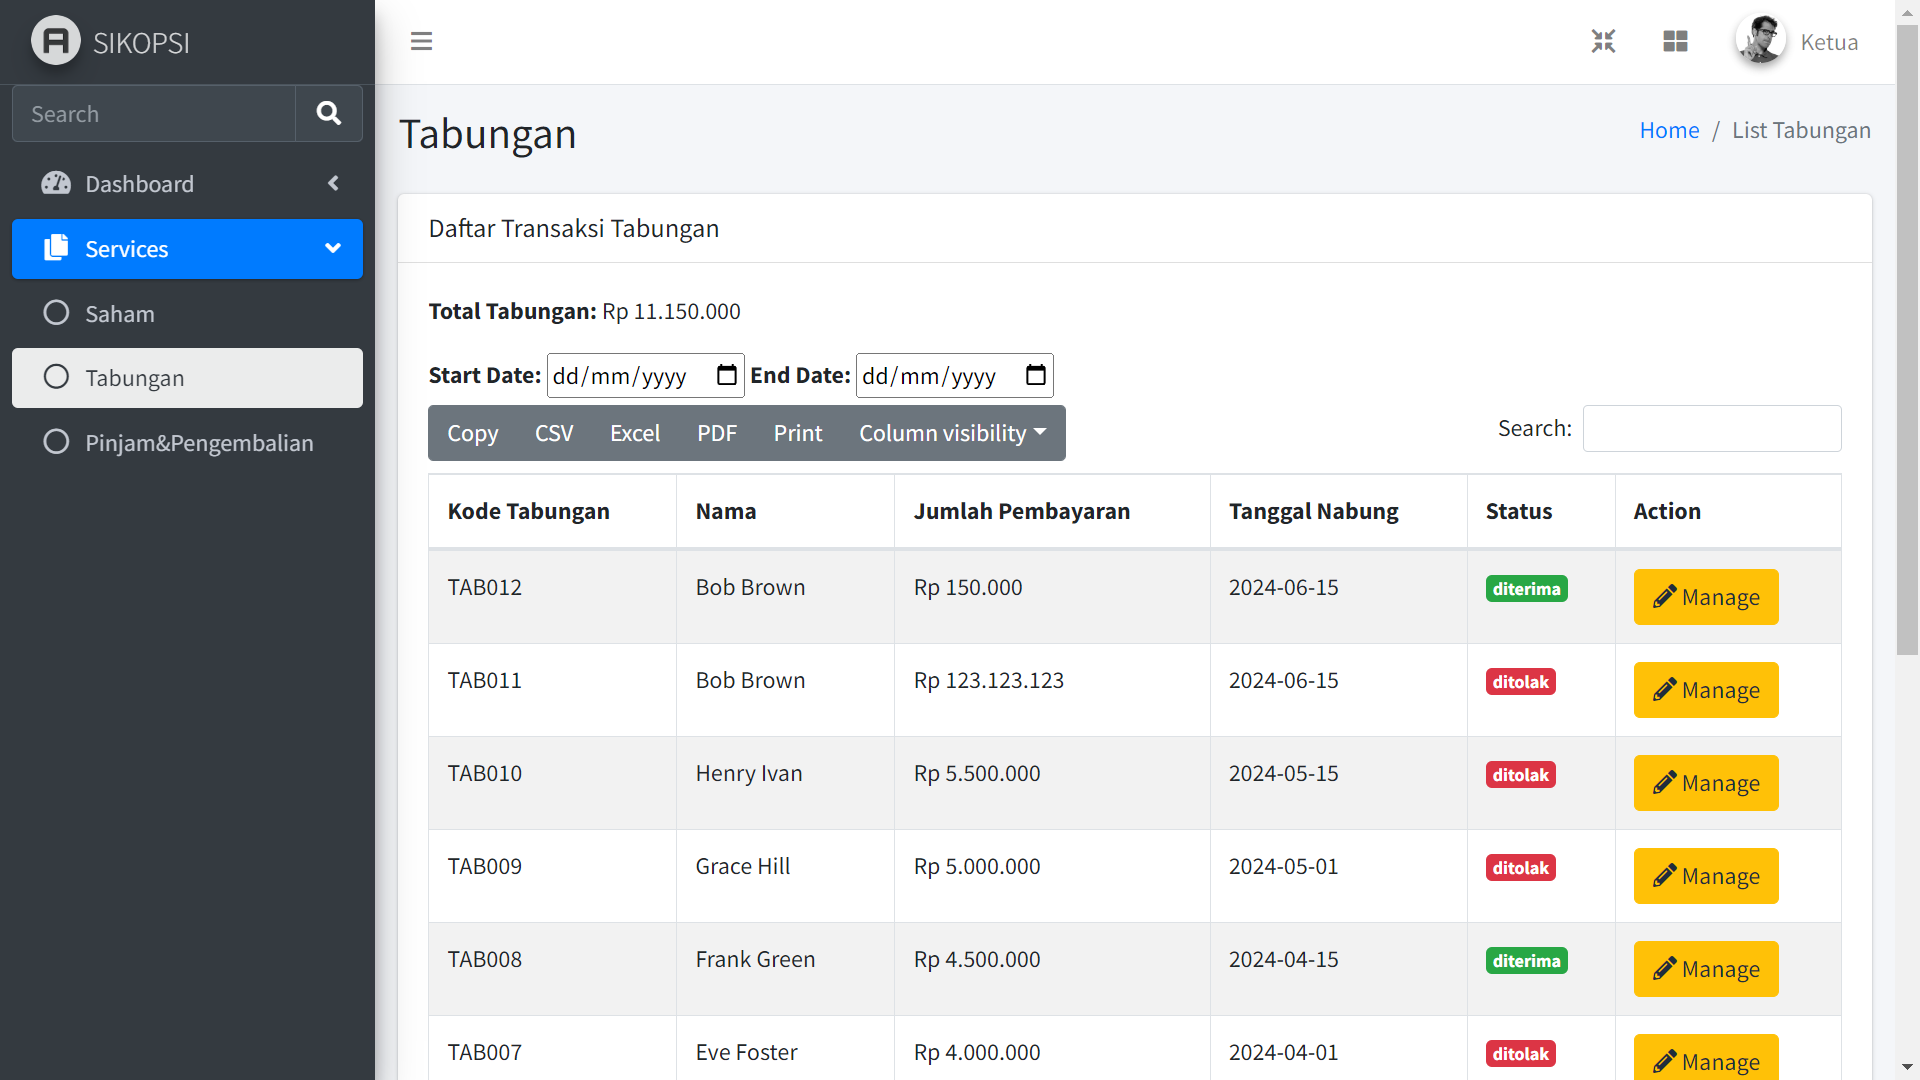 SIKOPSI
Ketua
Search
Tabungan
Home / List Tabungan
Dashboard
Services
Saham
Tabungan
Pinjam&Pengembalian
Daftar Transaksi Tabungan
Total Tabungan: Rp 11.150.000
Start Date: dd/mm/yyyy End Date: dd/mm/yyyy
Copy CSV Excel PDF Print Column visibility
Search:
Kode Tabungan Nama Jumlah Pembayaran Tanggal Nabung Status Action
TAB012 Bob Brown Rp 150.000 2024-06-15 diterima Manage
TAB011 Bob Brown Rp 123.123.123 2024-06-15 ditolak Manage
TAB010 Henry Ivan Rp 5.500.000 2024-05-15 ditolak Manage
TAB009 Grace Hill Rp 5.000.000 2024-05-01 ditolak Manage
TAB008 Frank Green Rp 4.500.000 2024-04-15 diterima Manage
TAB007 Eve Foster Rp 4.000.000 2024-04-01 ditolak Manage